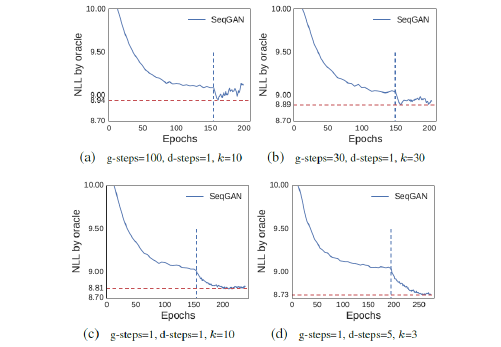 10.00
SeqGAN
9.50
9.00
8.94
8.70
NLL by oracle
0 50 100 150 200
Epochs
(a) g-steps=100, d-steps=1, k=10
10.00
SeqGAN
9.50
9.00
8.89
8.70
NLL by oracle
0 50 100 150 200
Epochs
(b) g-steps=30, d-steps=1, k=30
10.00
SeqGAN
9.50
9.00
8.81
8.70
NLL by oracle
0 50 100 150 200
Epochs
(c) g-steps=1, d-steps=1, k=10
10.00
SeqGAN
9.50
9.00
8.73
NLL by oracle
0 50 100 150 200 250
Epochs
(d) g-steps=1, d-steps=5, k=3